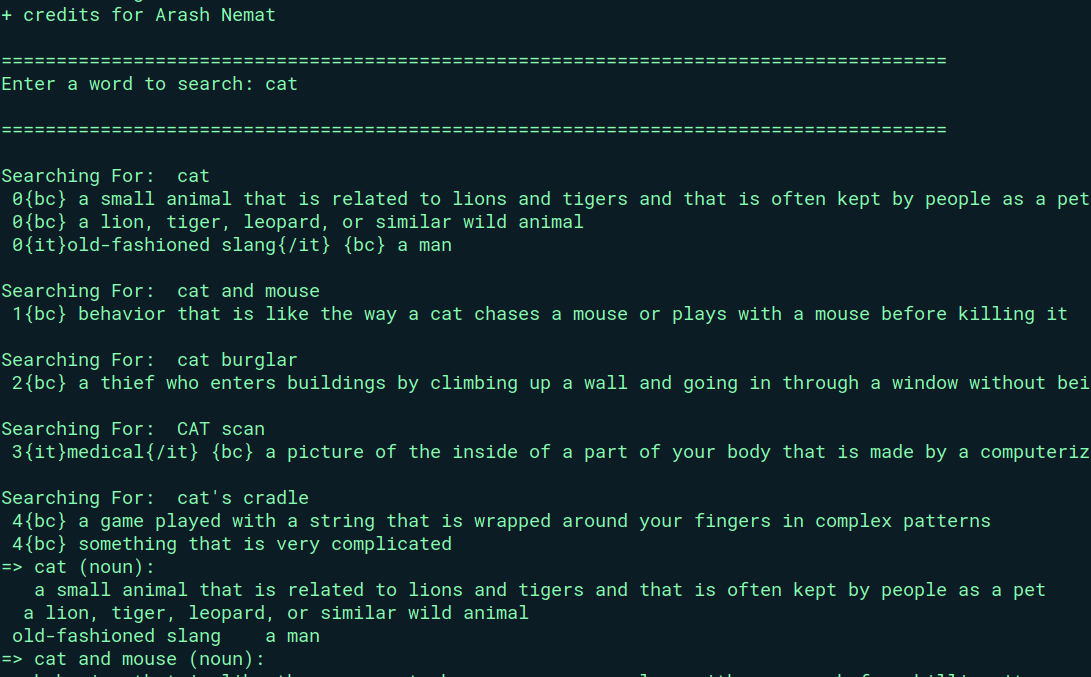 + credits for Arash Nemat
======================================================================================
Enter a word to search: cat
======================================================================================
Searching For:  cat
 0{bc} a small animal that is related to lions and tigers and that is often kept by people as a pet
 0{bc} a lion, tiger, leopard, or similar wild animal
 0{it}old-fashioned slang{/it} {bc} a man
Searching For:  cat and mouse
 1{bc} behavior that is like the way a cat chases a mouse or plays with a mouse before killing it
Searching For:  cat burglar
 2{bc} a thief who enters buildings by climbing up a wall and going in through a window without bei
Searching For:  CAT scan
 3{it}medical{/it} {bc} a picture of the inside of a part of your body that is made by a computeriz
Searching For:  cat's cradle
 4{bc} a game played with a string that is wrapped around your fingers in complex patterns
 4{bc} something that is very complicated
=> cat (noun):
   a small animal that is related to lions and tigers and that is often kept by people as a pet
  a lion, tiger, leopard, or similar wild animal
 old-fashioned slang    a man
=> cat and mouse (noun):